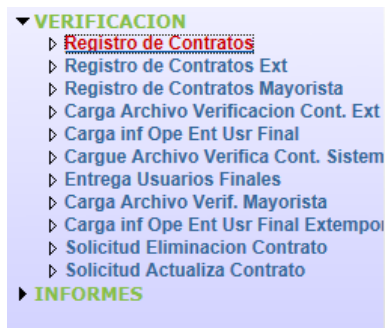 VERIFICACION
Registro de Contratos
Registro de Contratos Ext
Registro de Contratos Mayorista
Carga Archivo Verificacion Cont. Ext
Carga inf Ope Ent Usr Final
Cargue Archivo Verifica Cont. Sistem
Entrega Usuarios Finales
Carga Archivo Verif. Mayorista
Carga inf Ope Ent Usr Final Extempo
Solicitud Eliminacion Contrato
Solicitud Actualiza Contrato
INFORMES